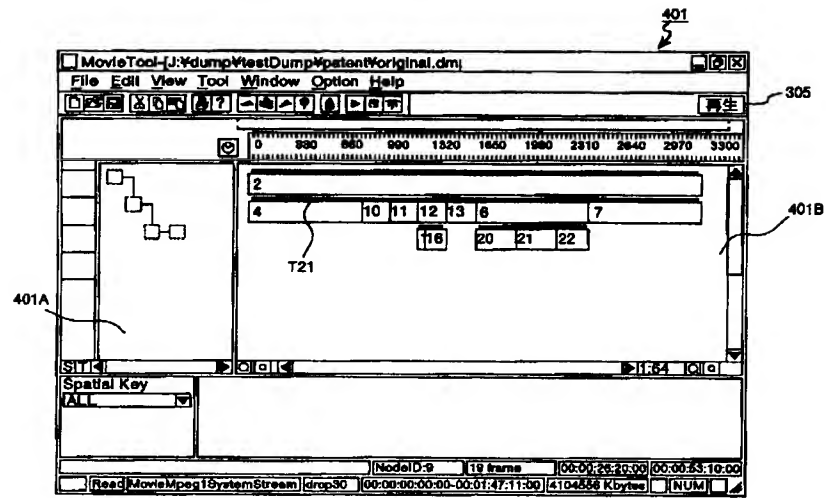 401
MovieTool-[J:¥dump¥testDump¥patent¥original.dm
File Edit View Tool Window Option Help
? 再生
305
0 330 660 990 1320 1650 1980 2310 2640 2970 3300
2
4 10 11 12 13 6 7
16 20 21 22
T21
401A
401B
SIT 1:64
Spatial Key
ALL
NodeID:9 19 frame 00:00:26:20:00 00:00:53:10:00
Read MovieMpeg1SystemStream drop30 00:00:00:00:00-00:01:47:11:00 4104556 Kbytes NUM